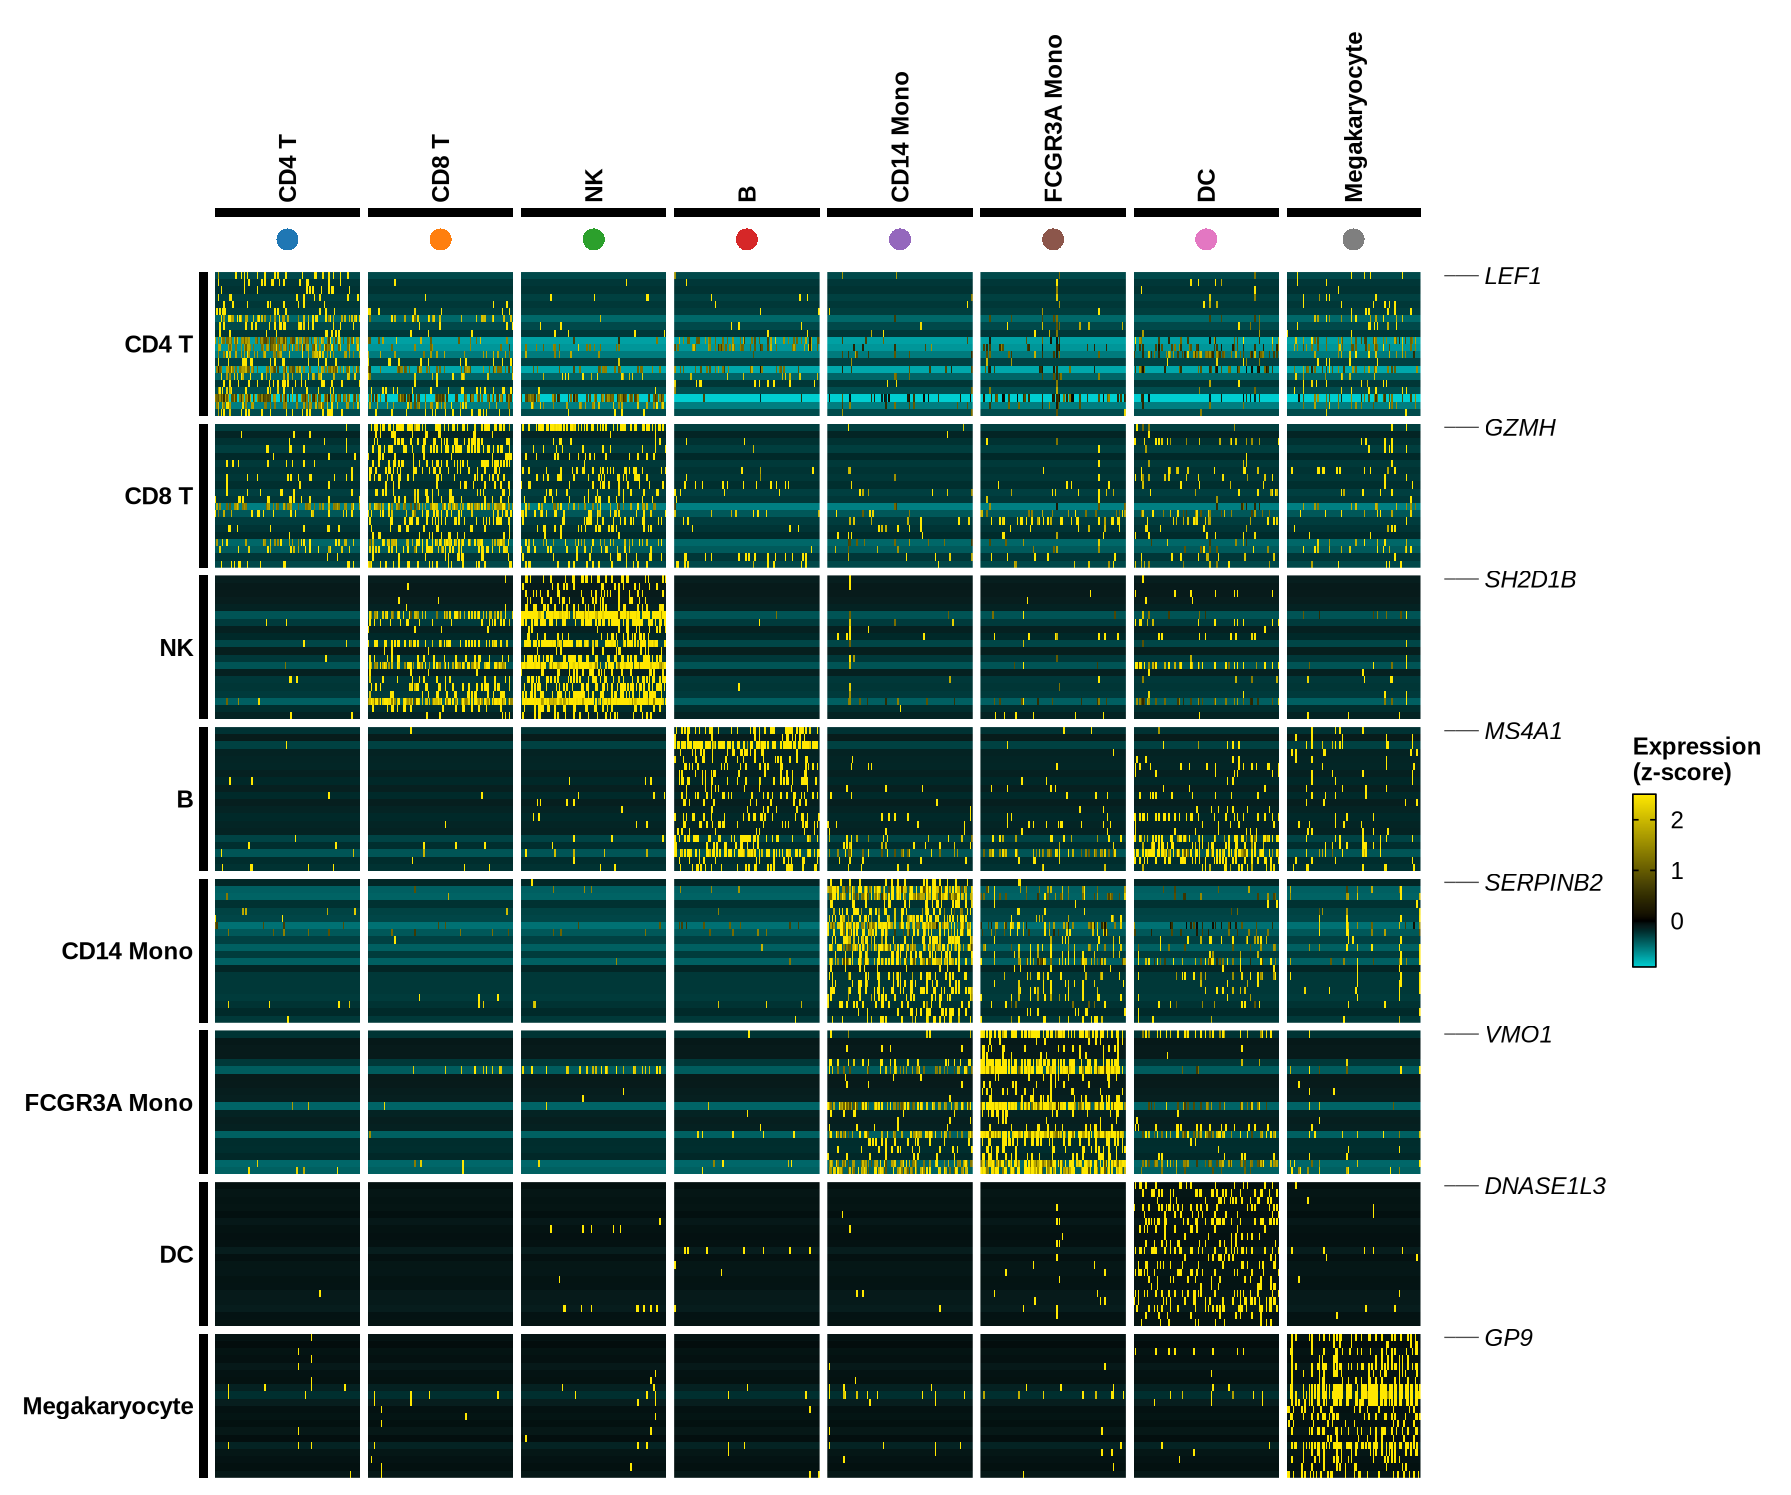 CD4 T
CD8 T
NK
B
CD14 Mono
FCGR3A Mono
DC
Megakaryocyte
CD4 T
CD8 T
NK
B
CD14 Mono
FCGR3A Mono
DC
Megakaryocyte
LEF1
GZMH
SH2D1B
MS4A1
SERPINB2
VMO1
DNASE1L3
GP9
Expression
(z-score)
2
1
0